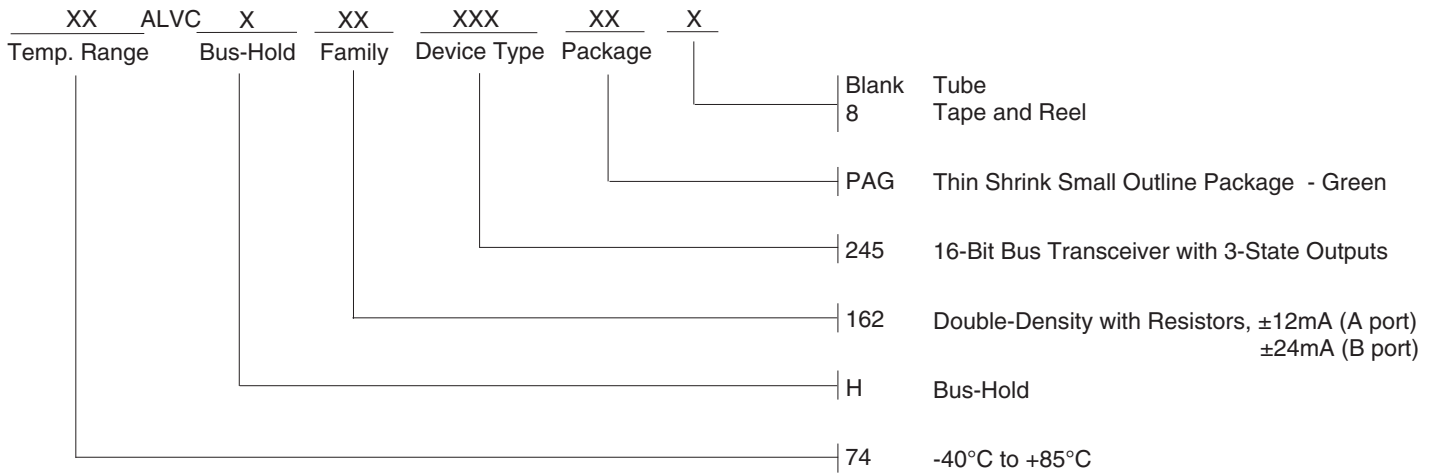 XX ALVC X XX XXX XX X
Temp. Range Bus-Hold Family Device Type Package
Blank Tube
8 Tape and Reel
PAG Thin Shrink Small Outline Package - Green
245 16-Bit Bus Transceiver with 3-State Outputs
162 Double-Density with Resistors, ±12mA (A port)
±24mA (B port)
H Bus-Hold
74 -40°C to +85°C